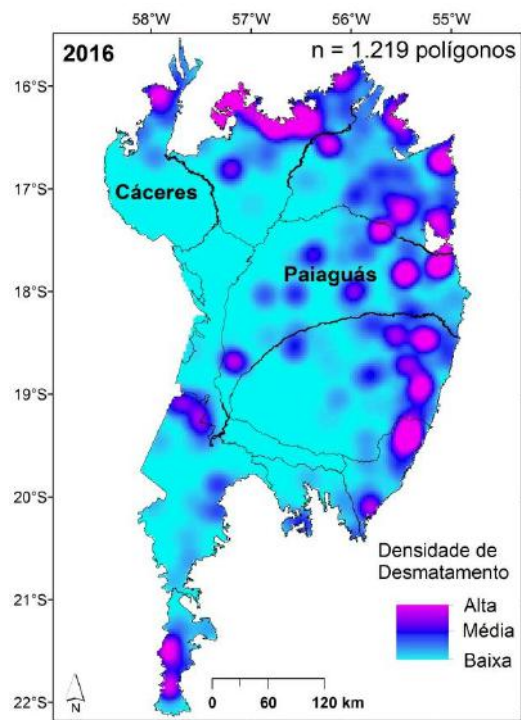 58°W 57°W 56°W 55°W
2016 n = 1.219 polígonos
16°S
17°S
Cáceres
Paiaguás
18°S
19°S
20°S
21°S
22°S
Densidade de
Desmatamento
Alta
Média
Baixa
N
0 60 120 km